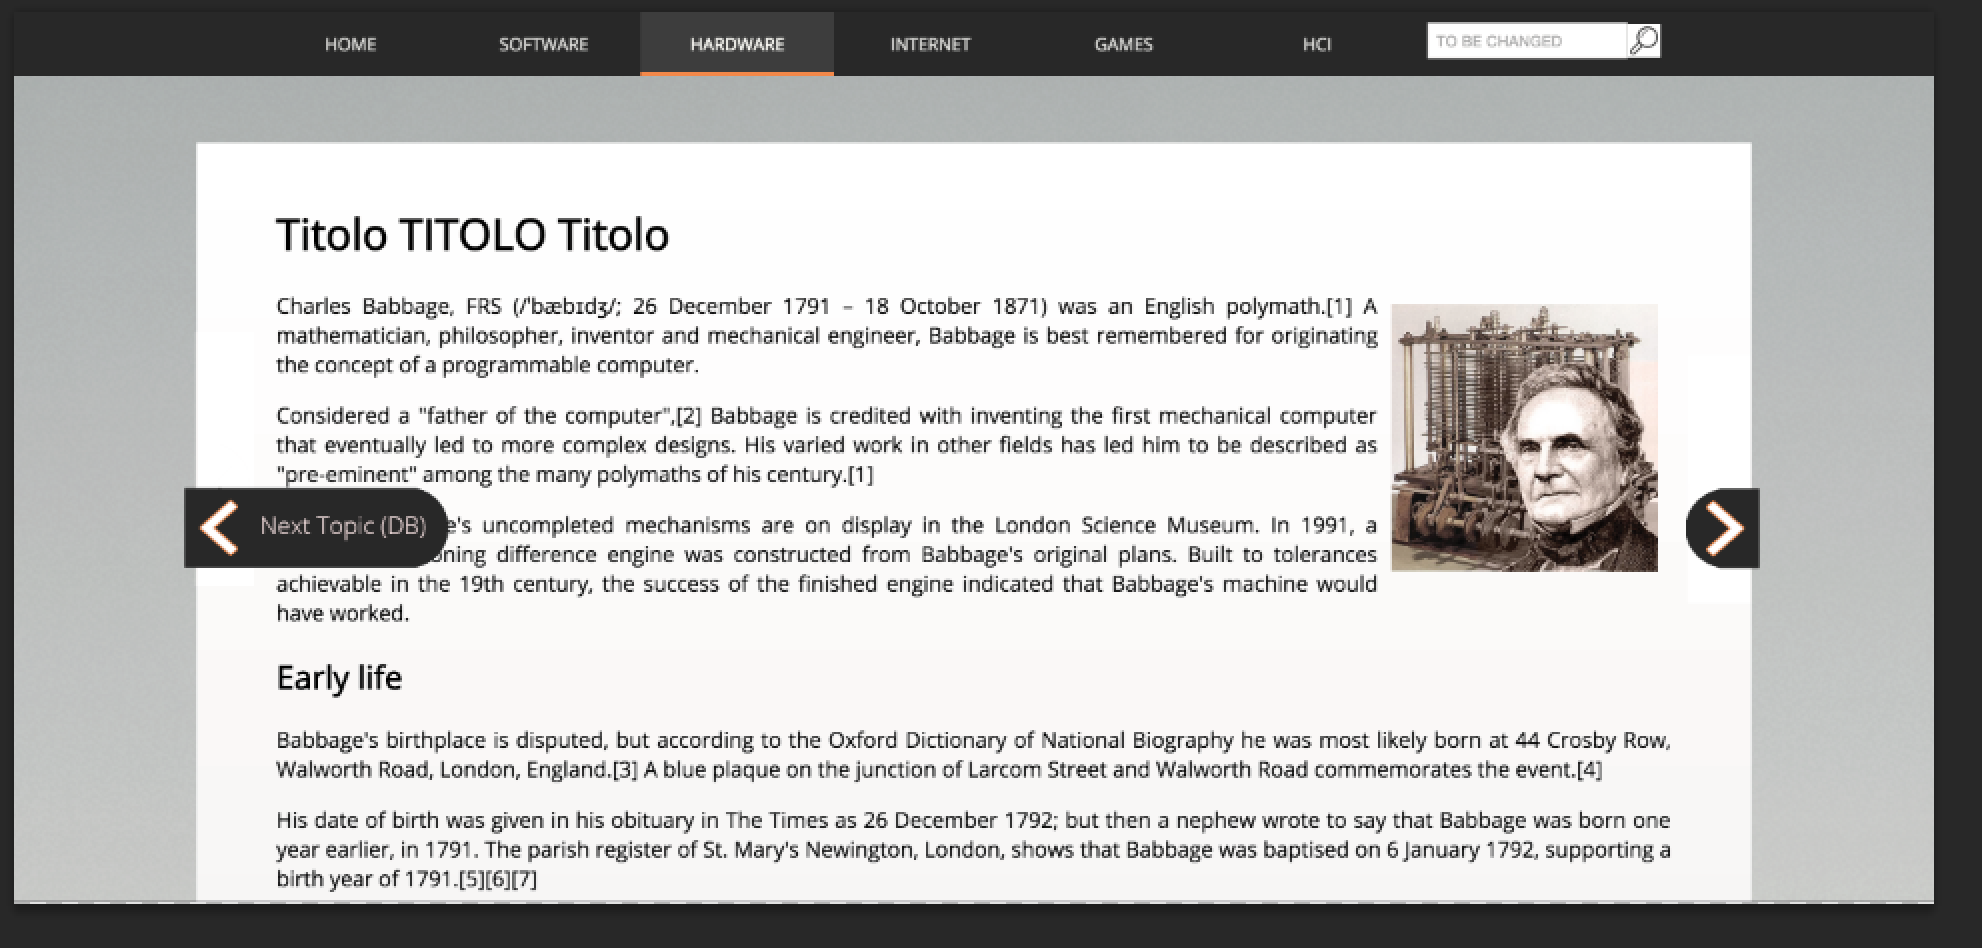 HOME SOFTWARE HARDWARE INTERNET GAMES HCI TO BE CHANGED
Titolo TITOLO Titolo
Charles Babbage, FRS (/ˈbæbɪdʒ/; 26 December 1791 – 18 October 1871) was an English polymath.[1] A
mathematician, philosopher, inventor and mechanical engineer, Babbage is best remembered for originating
the concept of a programmable computer.
Considered a "father of the computer",[2] Babbage is credited with inventing the first mechanical computer
that eventually led to more complex designs. His varied work in other fields has led him to be described as
"pre-eminent" among the many polymaths of his century.[1]
Next Topic (DB)
e's uncompleted mechanisms are on display in the London Science Museum. In 1991, a
oning difference engine was constructed from Babbage's original plans. Built to tolerances
achievable in the 19th century, the success of the finished engine indicated that Babbage's machine would
have worked.
Early life
Babbage's birthplace is disputed, but according to the Oxford Dictionary of National Biography he was most likely born at 44 Crosby Row,
Walworth Road, London, England.[3] A blue plaque on the junction of Larcom Street and Walworth Road commemorates the event.[4]
His date of birth was given in his obituary in The Times as 26 December 1792; but then a nephew wrote to say that Babbage was born one
year earlier, in 1791. The parish register of St. Mary's Newington, London, shows that Babbage was baptised on 6 January 1792, supporting a
birth year of 1791.[5][6][7]